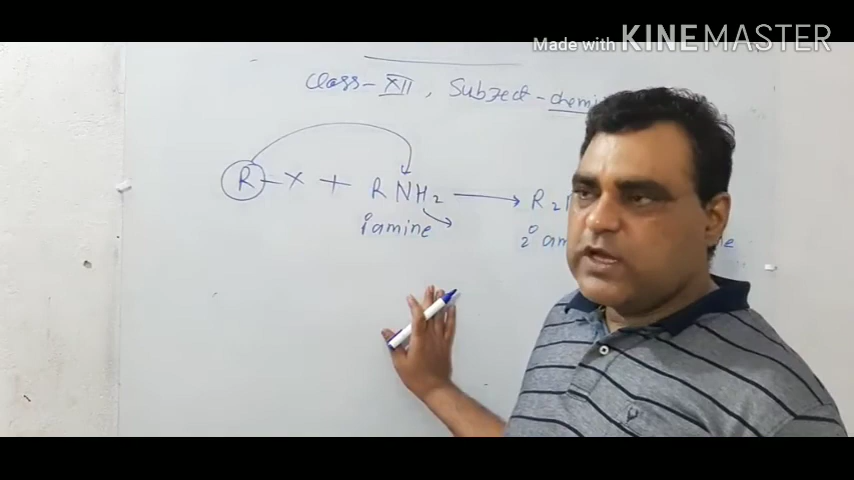 Made with KINEMASTER
Class-XII, Subject-chemi
R-X + RNH2 → R2
1° amine 2° am